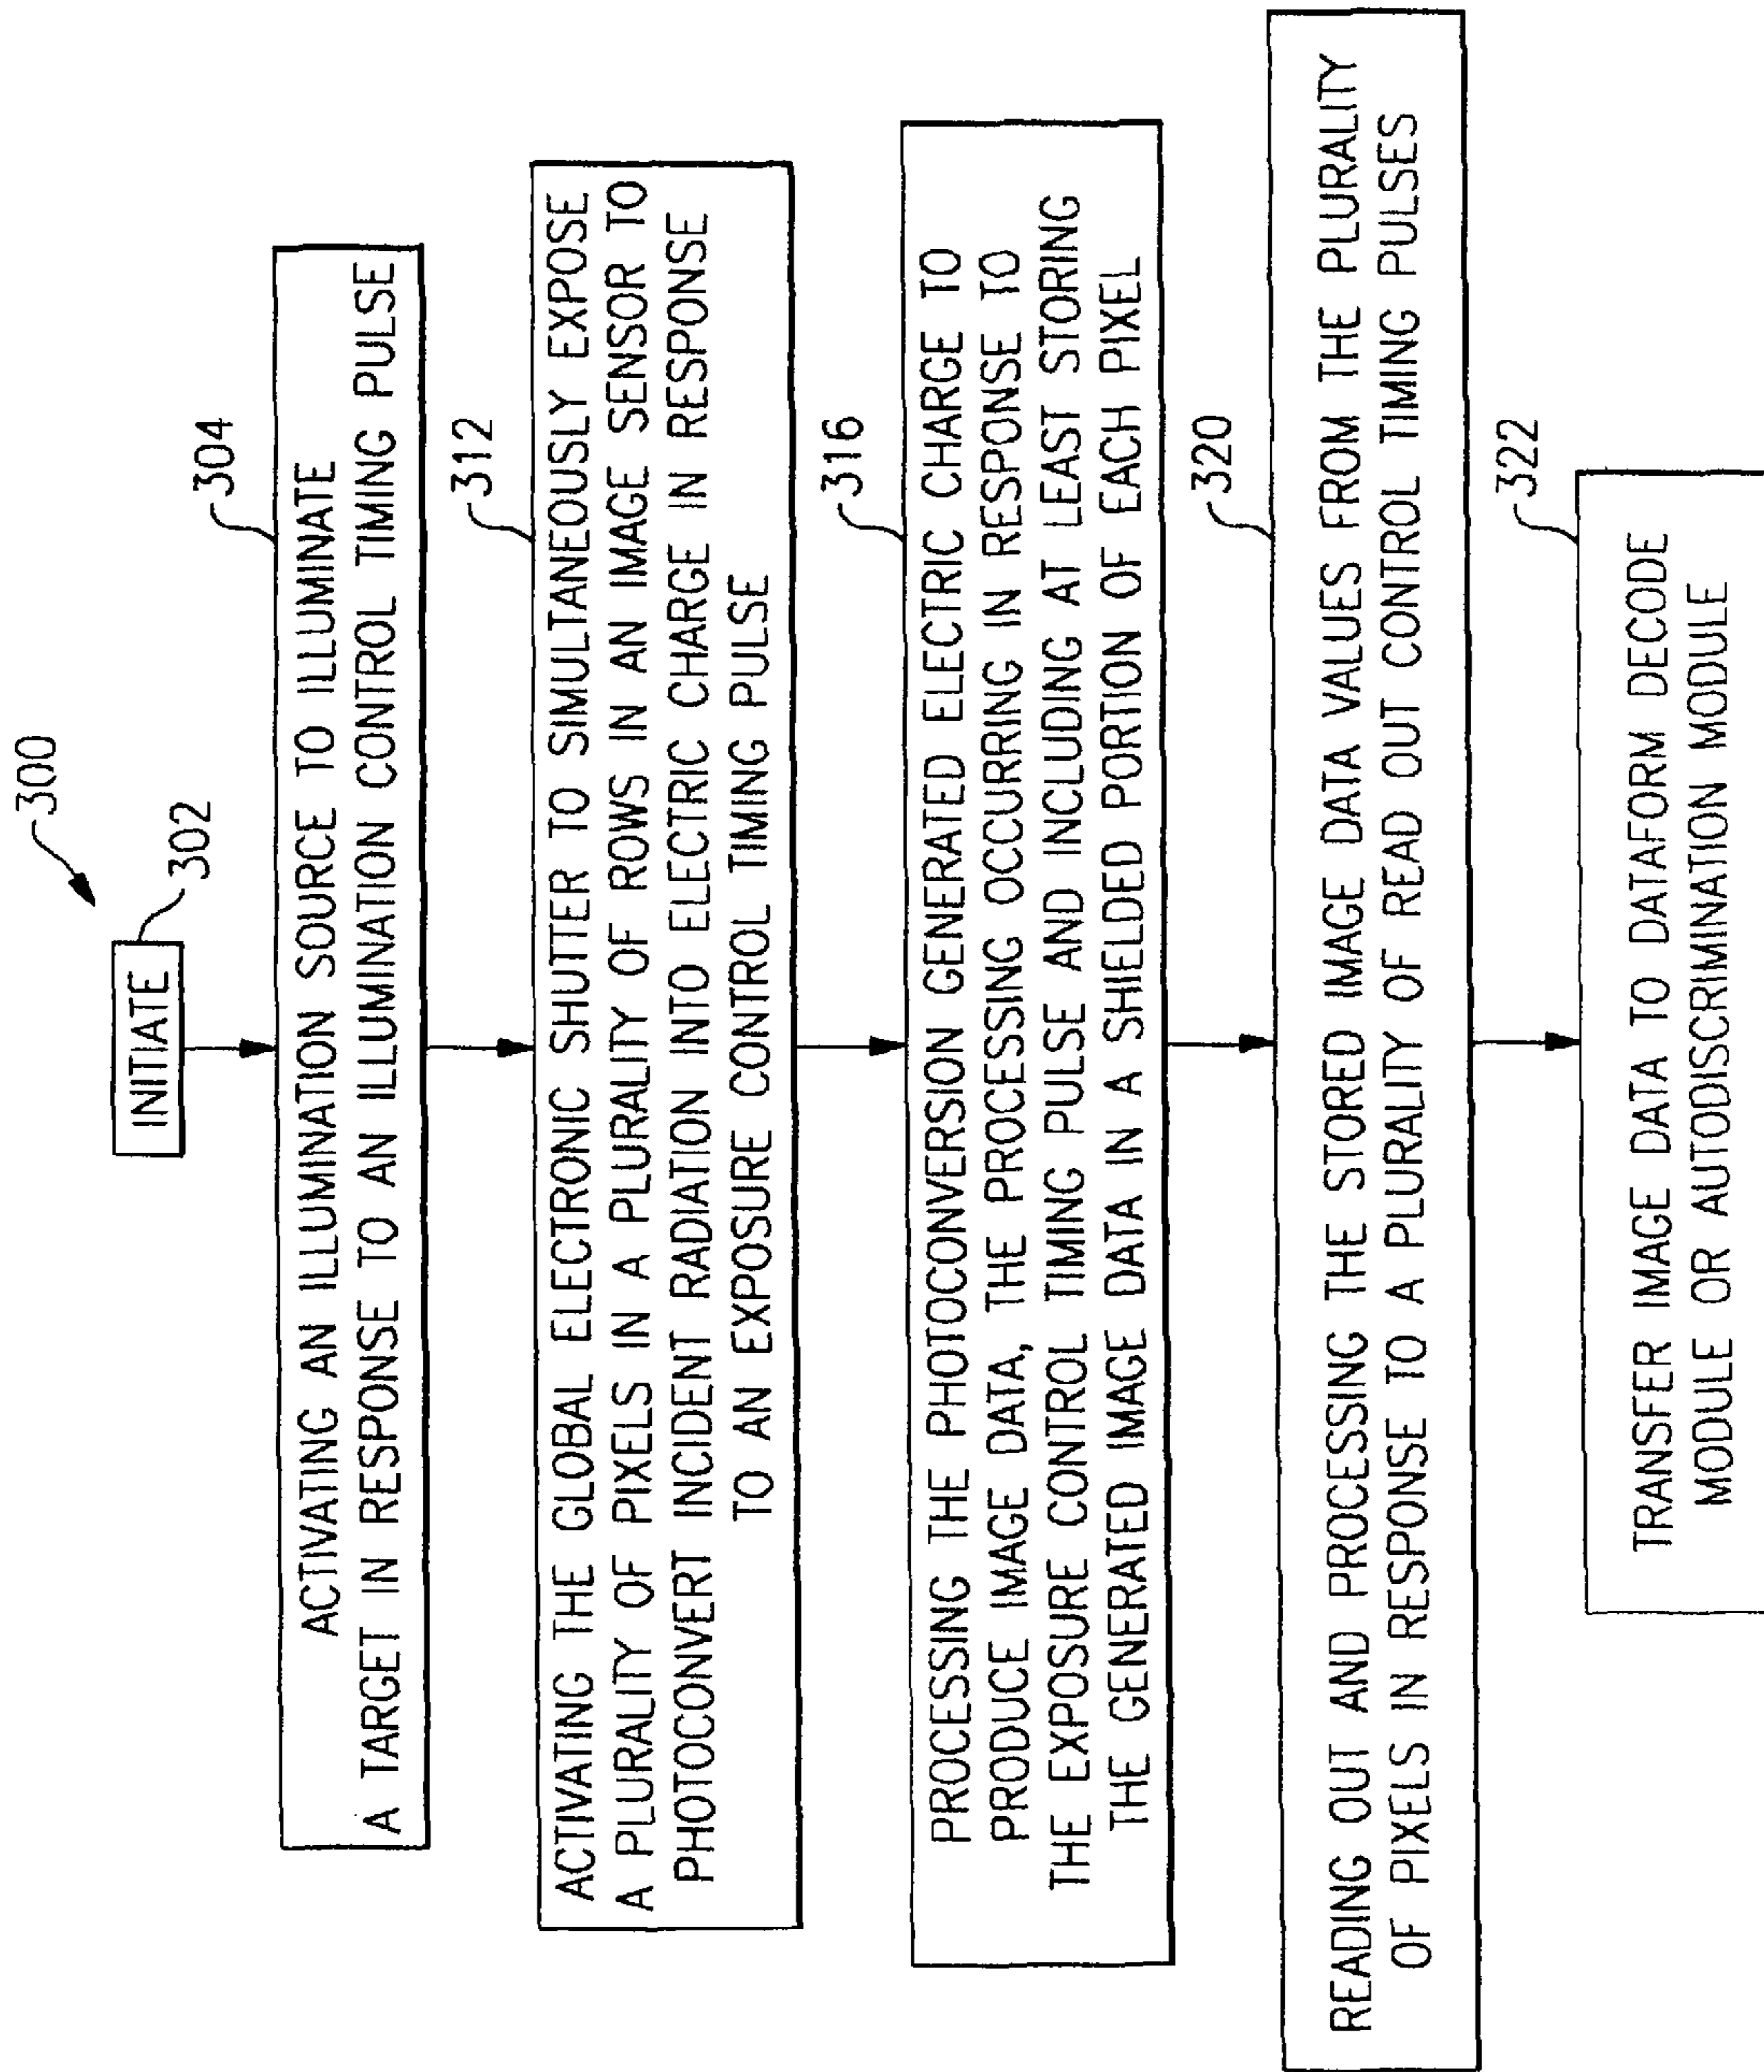 300
INITIATE
302
304
ACTIVATING AN ILLUMINATION SOURCE TO ILLUMINATE
A TARGET IN RESPONSE TO AN ILLUMINATION CONTROL TIMING PULSE
312
ACTIVATING THE GLOBAL ELECTRONIC SHUTTER TO SIMULTANEOUSLY EXPOSE
A PLURALITY OF PIXELS IN A PLURALITY OF ROWS IN AN IMAGE SENSOR TO
PHOTOCONVERT INCIDENT RADIATION INTO ELECTRIC CHARGE IN RESPONSE
TO AN EXPOSURE CONTROL TIMING PULSE
316
PROCESSING THE PHOTOCONVERSION GENERATED ELECTRIC CHARGE TO
PRODUCE IMAGE DATA, THE PROCESSING OCCURRING IN RESPONSE TO
THE EXPOSURE CONTROL TIMING PULSE AND INCLUDING AT LEAST STORING
THE GENERATED IMAGE DATA IN A SHIELDED PORTION OF EACH PIXEL
320
READING OUT AND PROCESSING THE STORED IMAGE DATA VALUES FROM THE PLURALITY
OF PIXELS IN RESPONSE TO A PLURALITY OF READ OUT CONTROL TIMING PULSES
322
TRANSFER IMAGE DATA TO DATAFORM DECODE
MODULE OR AUTODISCRIMINATION MODULE